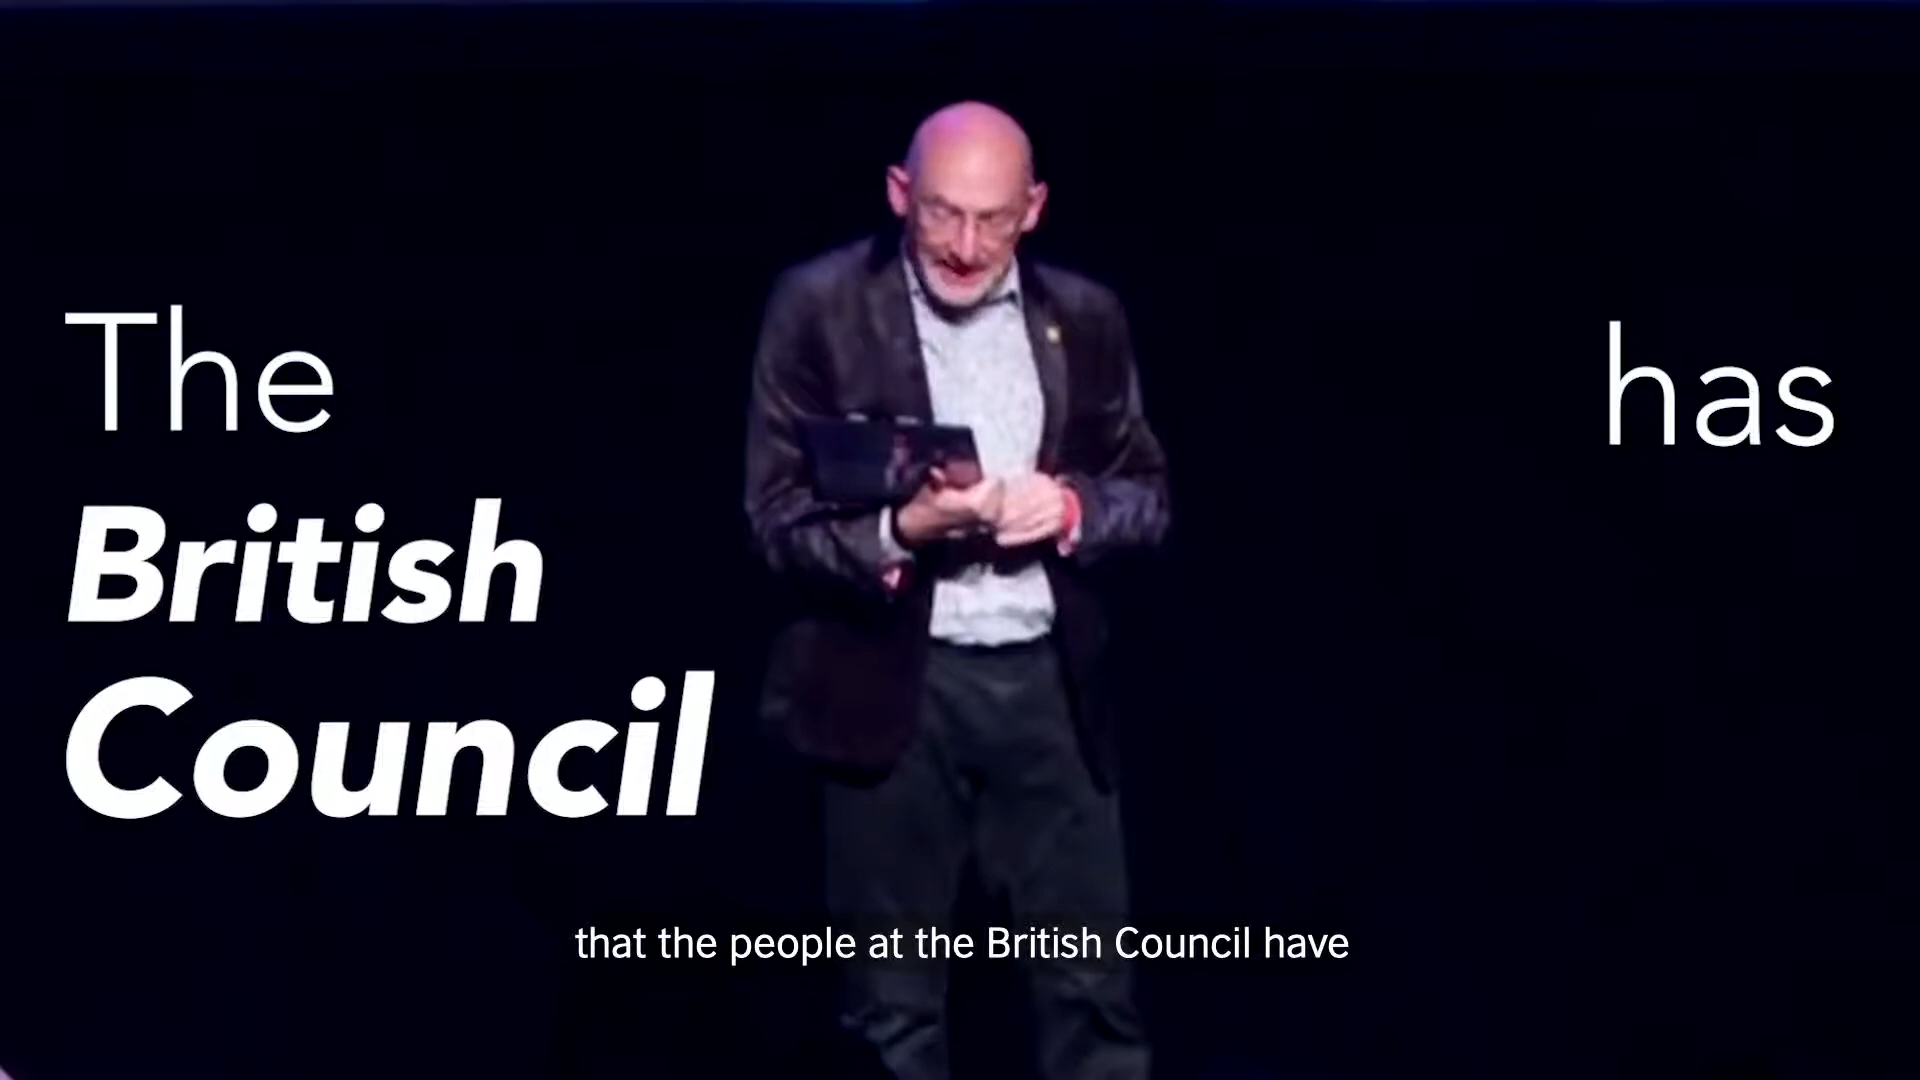 The
British
Council
has
that the people at the British Council have